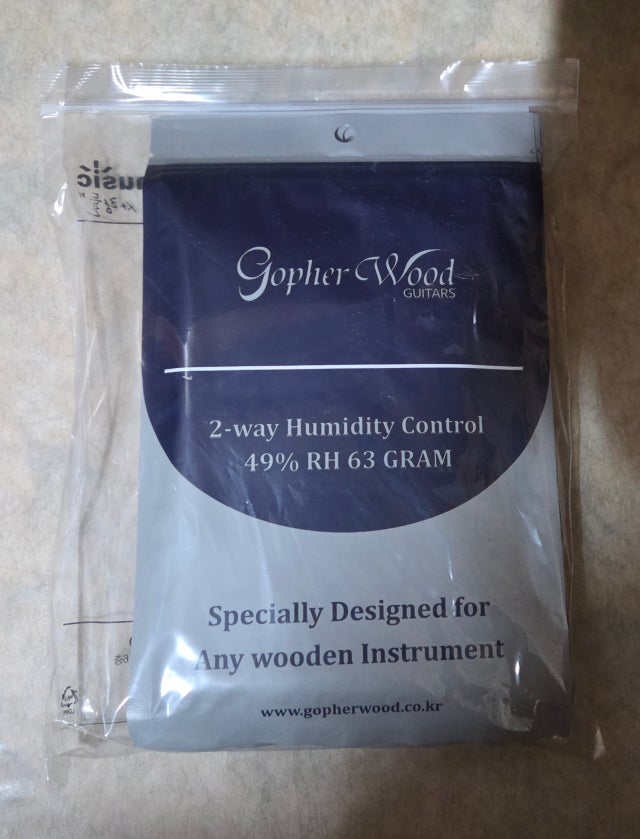 Gopher Wood
GUITARS
2-way Humidity Control
49% RH 63 GRAM
Specially Designed for
Any wooden Instrument
www.gopherwood.co.kr